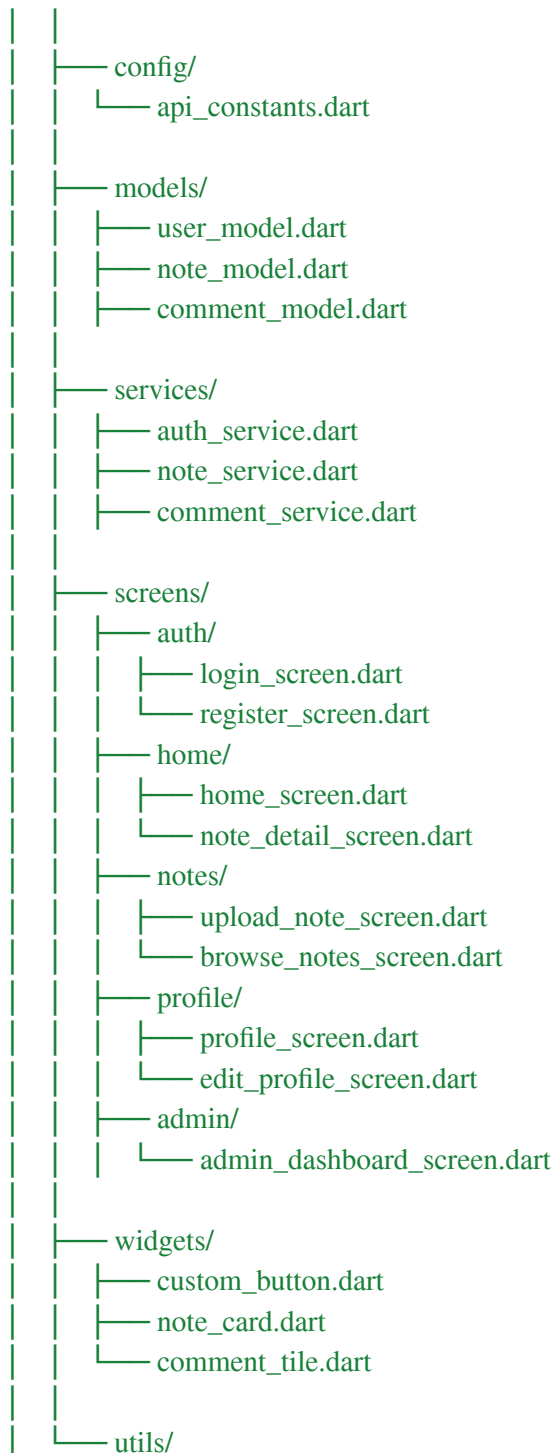 │ │
│ ├── config/
│ │ └── api_constants.dart
│ │
│ ├── models/
│ │ ├── user_model.dart
│ │ ├── note_model.dart
│ │ ├── comment_model.dart
│ │
│ ├── services/
│ │ ├── auth_service.dart
│ │ ├── note_service.dart
│ │ ├── comment_service.dart
│ │
│ ├── screens/
│ │ ├── auth/
│ │ │ ├── login_screen.dart
│ │ │ └── register_screen.dart
│ │ ├── home/
│ │ │ ├── home_screen.dart
│ │ │ └── note_detail_screen.dart
│ │ ├── notes/
│ │ │ ├── upload_note_screen.dart
│ │ │ └── browse_notes_screen.dart
│ │ ├── profile/
│ │ │ ├── profile_screen.dart
│ │ │ └── edit_profile_screen.dart
│ │ ├── admin/
│ │ │ └── admin_dashboard_screen.dart
│ │
│ ├── widgets/
│ │ ├── custom_button.dart
│ │ ├── note_card.dart
│ │ └── comment_tile.dart
│ │
│ └── utils/